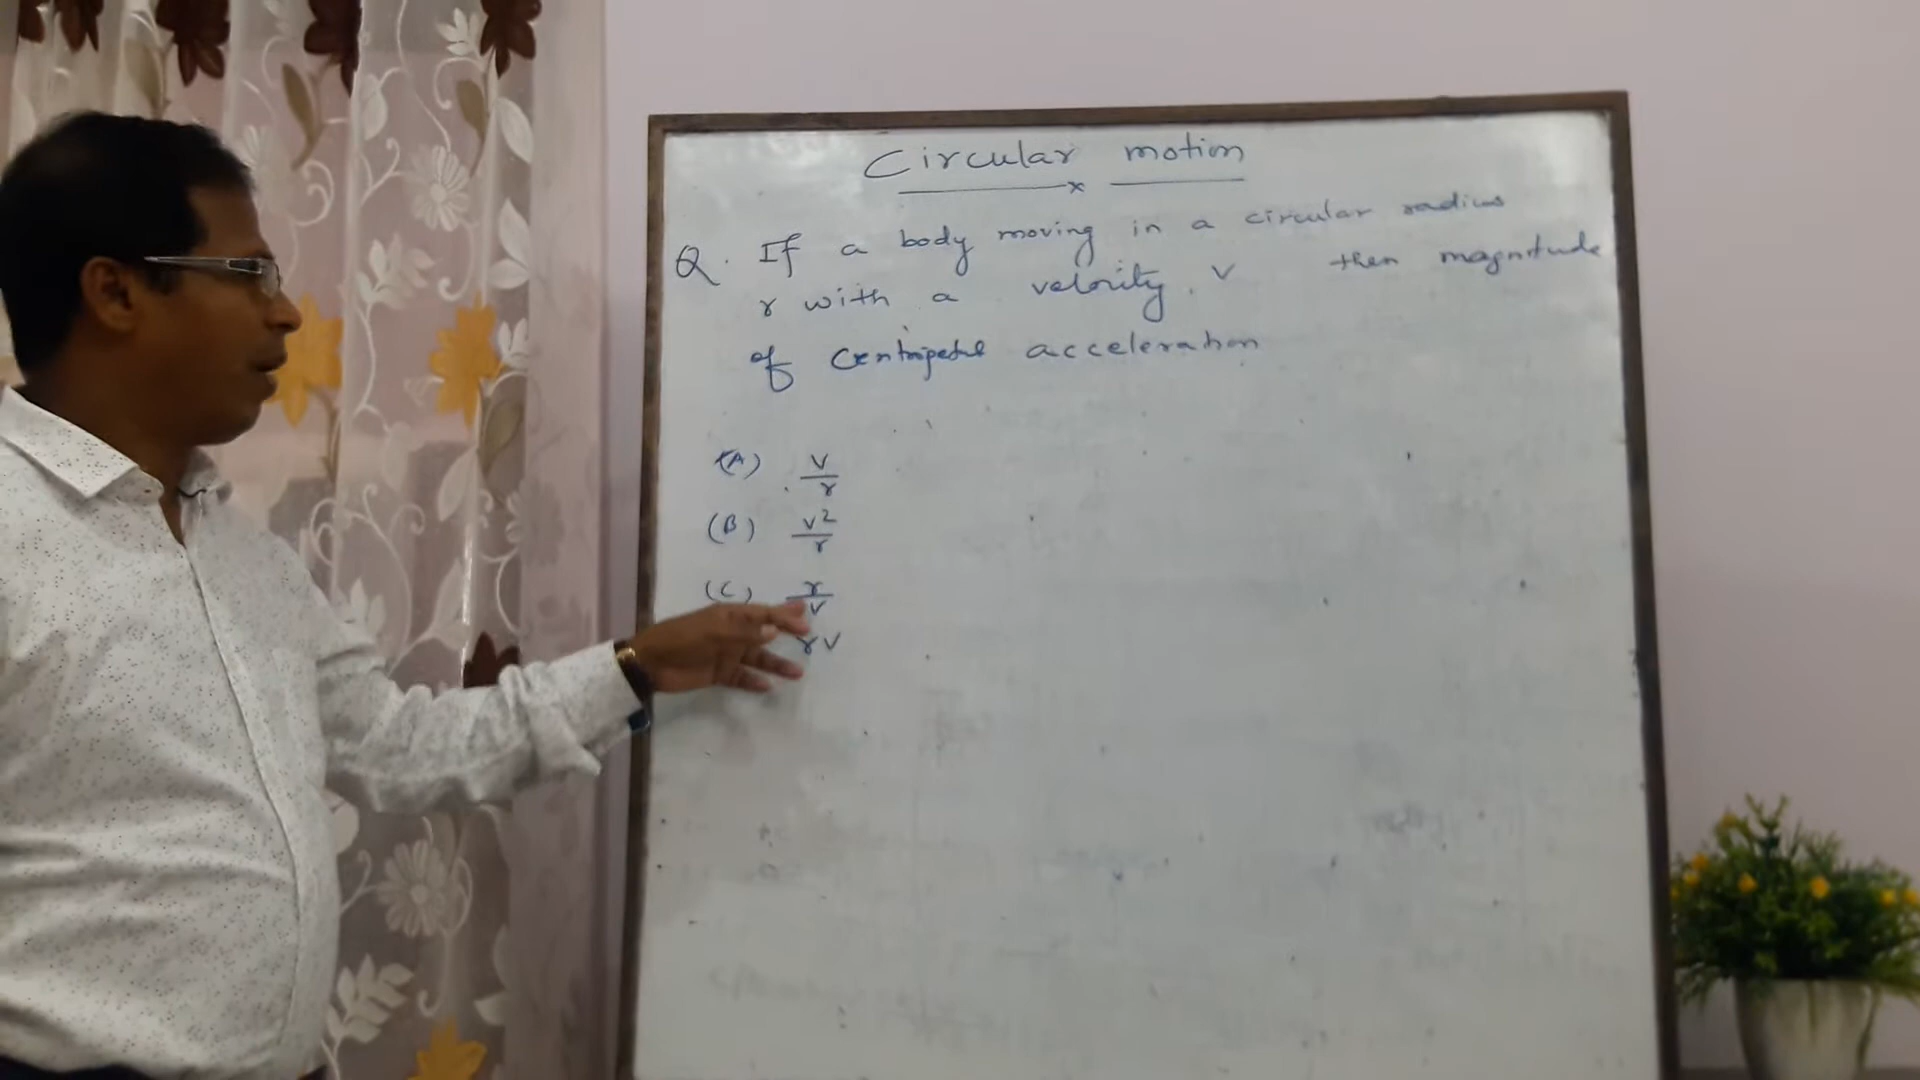 Circular motion
Q. If a body moving in a circular radius
r with a velocity. v then magnitude
of Centripetal acceleration
(A) v/r
(B) v²/r
(C) r/v
rv